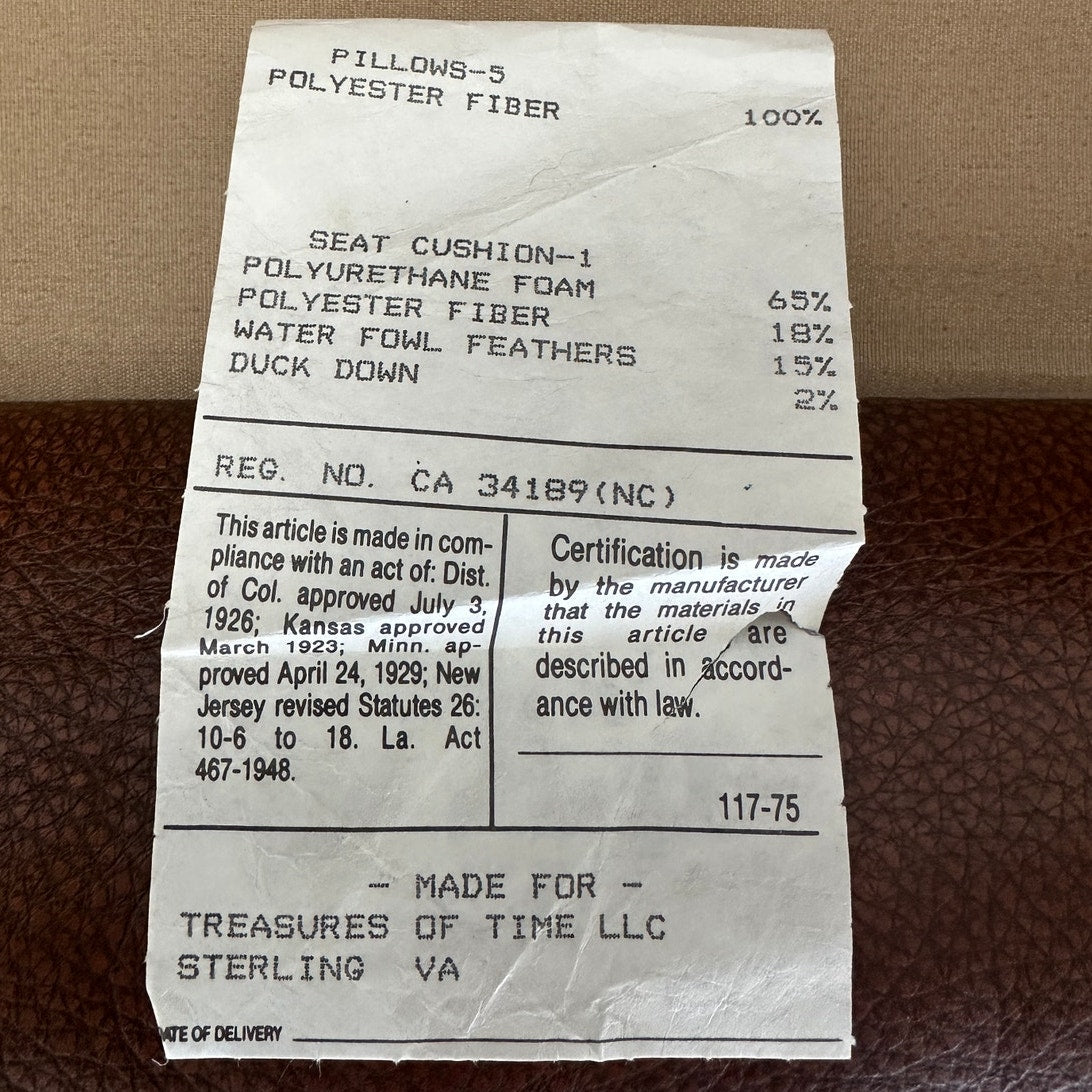 PILLOWS-5
POLYESTER FIBER 100%
SEAT CUSHION-1
POLYURETHANE FOAM 65%
POLYESTER FIBER 18%
WATER FOWL FEATHERS 15%
DUCK DOWN 2%
REG. NO. CA 34189(NC)
This article is made in com-
pliance with an act of: Dist.
of Col. approved July 3,
1926; Kansas approved
March 1923; Minn. ap-
proved April 24, 1929; New
Jersey revised Statutes 26:
10-6 to 18. La. Act
467-1948.
Certification is made
by the manufacturer
that the materials in
this article are
described in accord-
ance with law.
117-75
- MADE FOR -
TREASURES OF TIME LLC
STERLING VA
ATE OF DELIVERY